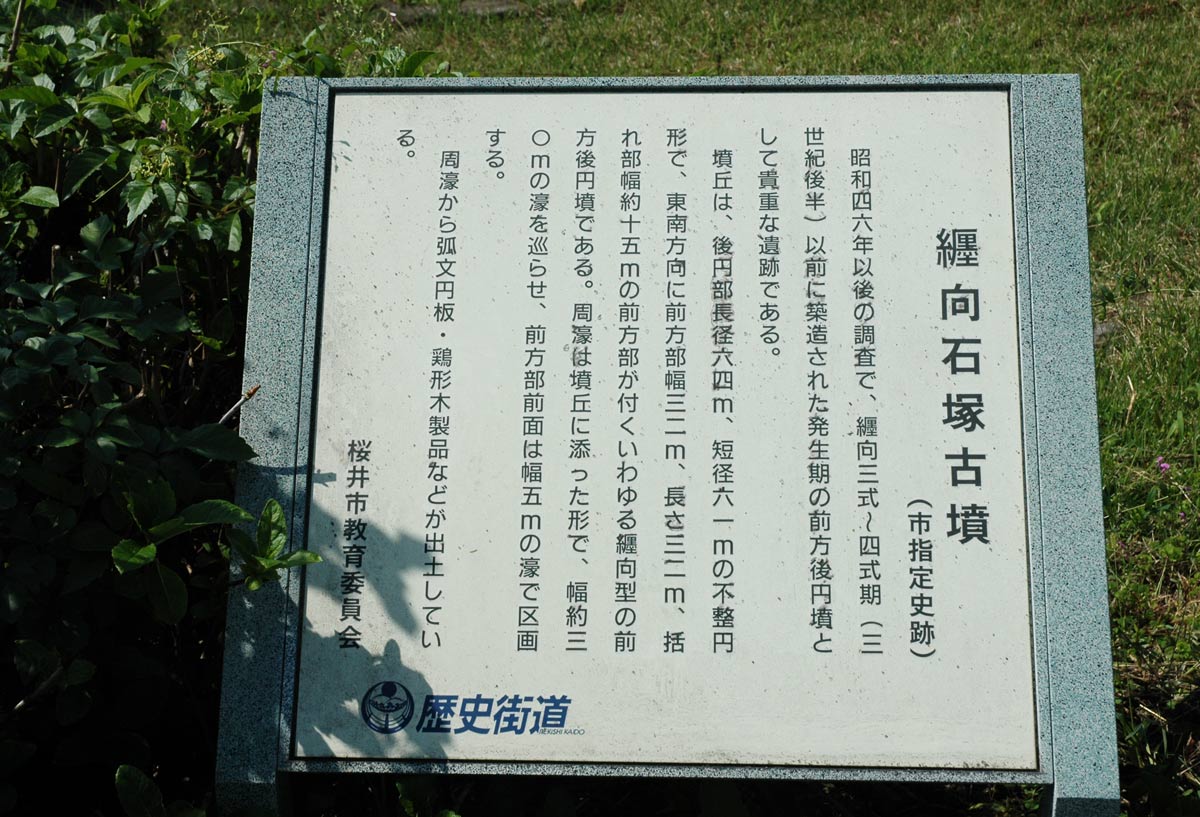 纒向石塚古墳
（市指定史跡）
昭和四六年以後の調査で、纒向三式～四式期（三
世紀後半）以前に築造された発生期の前方後円墳と
して貴重な遺跡である。
墳丘は、後円部長径六四m、短径六一mの不整円
形で、東南方向に前方部幅三二m、長さ三二m、括
れ部幅約十五mの前方部が付くいわゆる纒向型の前
方後円墳である。周濠は墳丘に添った形で、幅約三
〇mの濠を巡らせ、前方部前面は幅五mの濠で区画
する。
周濠から弧文円板・鶏形木製品などが出土してい
る。
桜井市教育委員会
歴史街道
REKISHI KAIDO